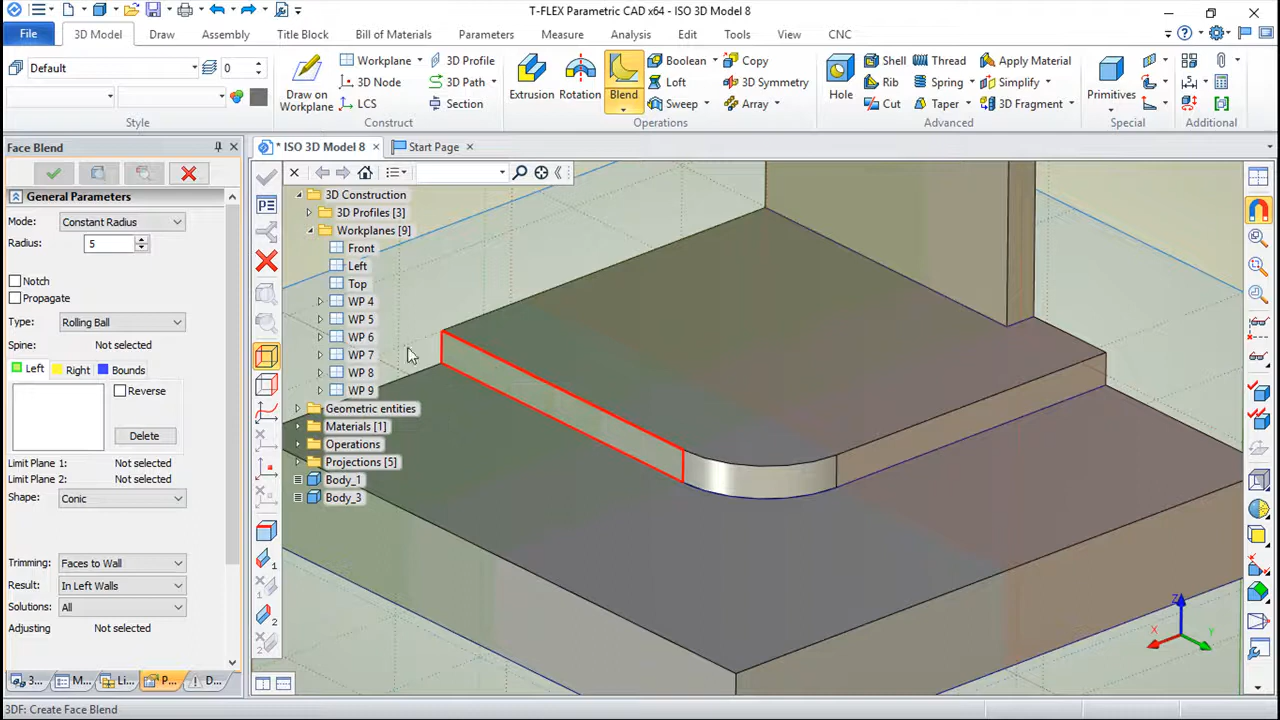 T-FLEX Parametric CAD x64 - ISO 3D Model 8
File 3D Model Draw Assembly Title Block Bill of Materials Parameters Measure Analysis Edit Tools View CNC
Default 0
Style
Draw on Workplane
Workplane 3D Node LCS
3D Profile 3D Path Section
Construct
Extrusion Rotation Blend
Boolean Loft Sweep
Copy 3D Symmetry Array
Operations
Hole
Shell Rib Cut
Thread Spring Taper
Apply Material Simplify 3D Fragment
Advanced
Primitives
Special
Additional
Face Blend
* ISO 3D Model 8 Start Page
General Parameters
Mode: Constant Radius
Radius: 5
Notch
Propagate
Type: Rolling Ball
Spine: Not selected
Left Right Bounds
Reverse
Delete
Limit Plane 1: Not selected
Limit Plane 2: Not selected
Shape: Conic
Trimming: Faces to Wall
Result: In Left Walls
Solutions: All
Adjusting Not selected
3... M... Li... P... D...
3D Construction
3D Profiles [3]
Workplanes [9]
Front
Left
Top
WP 4
WP 5
WP 6
WP 7
WP 8
WP 9
Geometric entities
Materials [1]
Operations
Projections [5]
Body_1
Body_3
PE
1
2
2
Z
X
Y
3DF: Create Face Blend